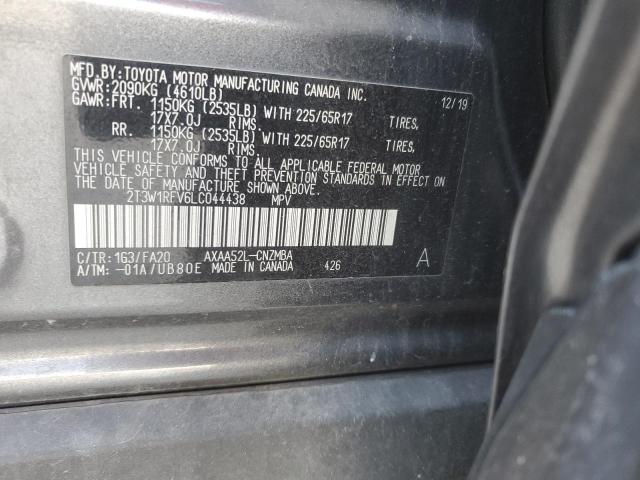 MFD.BY:TOYOTA MOTOR MANUFACTURING CANADA INC.
GVWR:2090KG (4610LB) 12/19
GAWR:FRT. 1150KG (2535LB) WITH 225/65R17 TIRES,
17X7.0J RIMS.
RR. 1150KG (2535LB) WITH 225/65R17 TIRES,
17X7.0J RIMS.
THIS VEHICLE CONFORMS TO ALL APPLICABLE FEDERAL MOTOR
VEHICLE SAFETY AND THEFT PREVENTION STANDARDS IN EFFECT
ON THE DATE OF MANUFACTURE SHOWN ABOVE.
2T3W1RFV6LC044438 MPV
C/TR:1G3/FA20 AXAA52L-CNZMBA A
A/TM:-01A/UB80E MADE IN CANADA 426